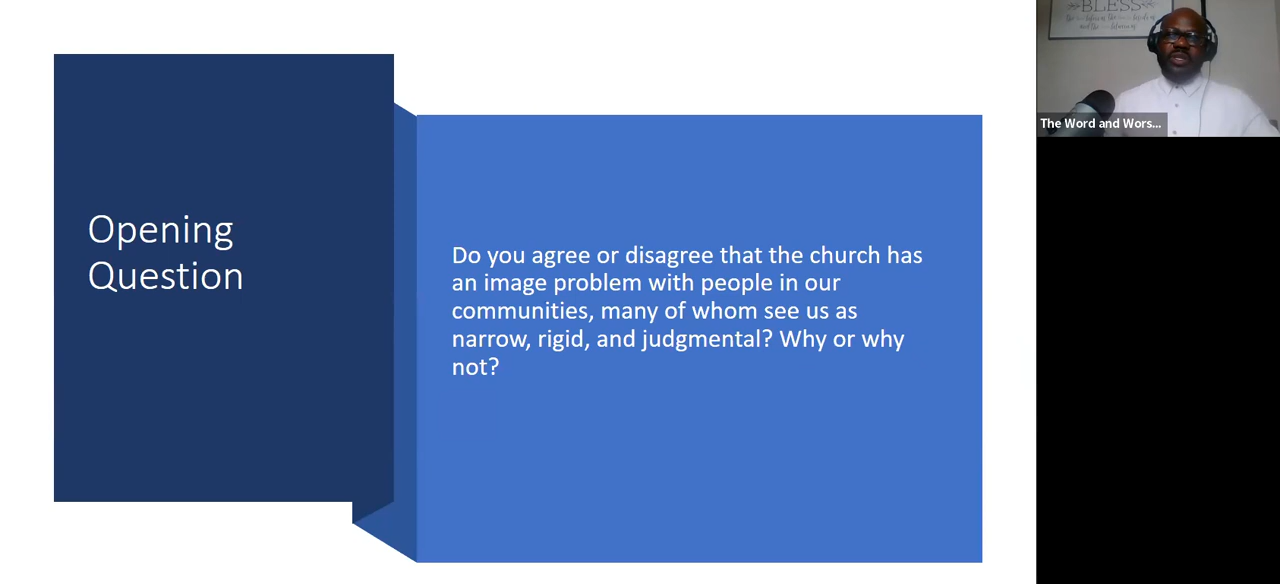 Opening
Question
Do you agree or disagree that the church has
an image problem with people in our
communities, many of whom see us as
narrow, rigid, and judgmental? Why or why
not?
BLESS
The Word and Wors...